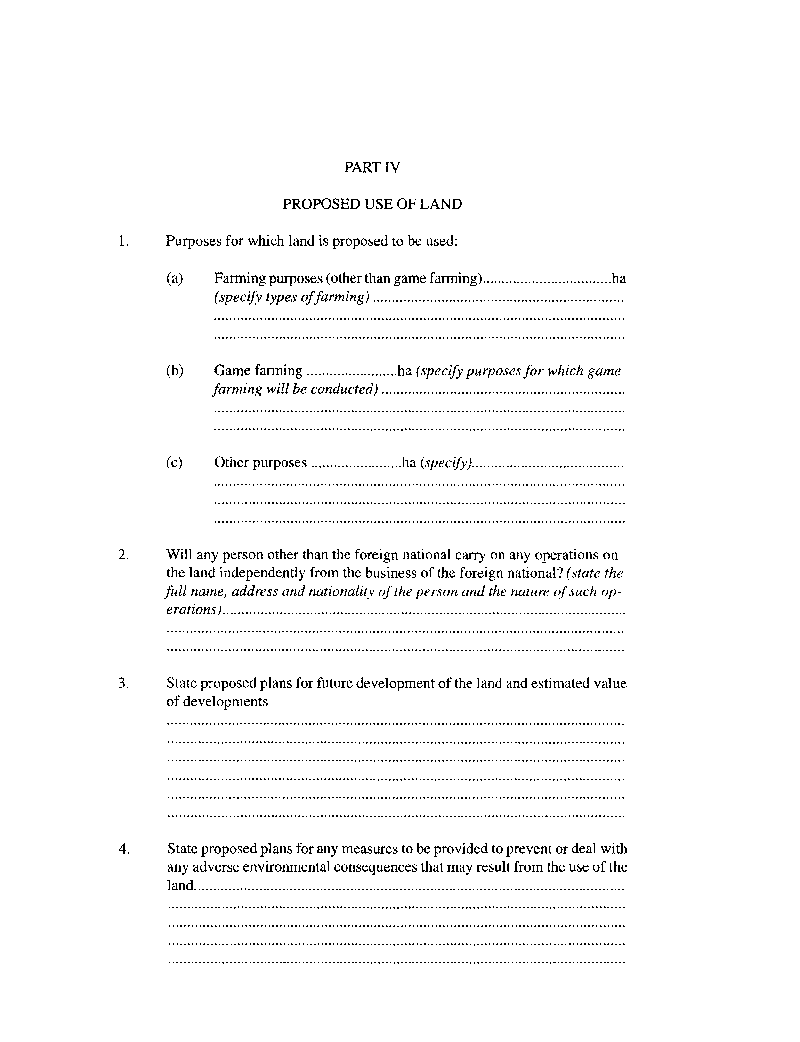 PART IV
PROPOSED USE OF LAND
1. Purposes for which land is proposed to be used:
(a) Farming purposes (other than game farming)..................................ha
(specify types of farming) ..................................................................
............................................................................................................
............................................................................................................
(b) Game farming ........................ha (specify purposes for which game
farming will be conducted) ................................................................
............................................................................................................
............................................................................................................
(c) Other purposes ........................ha (specify)........................................
............................................................................................................
............................................................................................................
............................................................................................................
2. Will any person other than the foreign national carry on any operations on
the land independently from the business of the foreign national? (state the
full name, address and nationality of the person and the nature of such op-
erations)..........................................................................................................
........................................................................................................................
........................................................................................................................
3. State proposed plans for future development of the land and estimated value
of developments
........................................................................................................................
........................................................................................................................
........................................................................................................................
........................................................................................................................
........................................................................................................................
........................................................................................................................
4. State proposed plans for any measures to be provided to prevent or deal with
any adverse environmental consequences that may result from the use of the
land.................................................................................................................
........................................................................................................................
........................................................................................................................
........................................................................................................................
........................................................................................................................